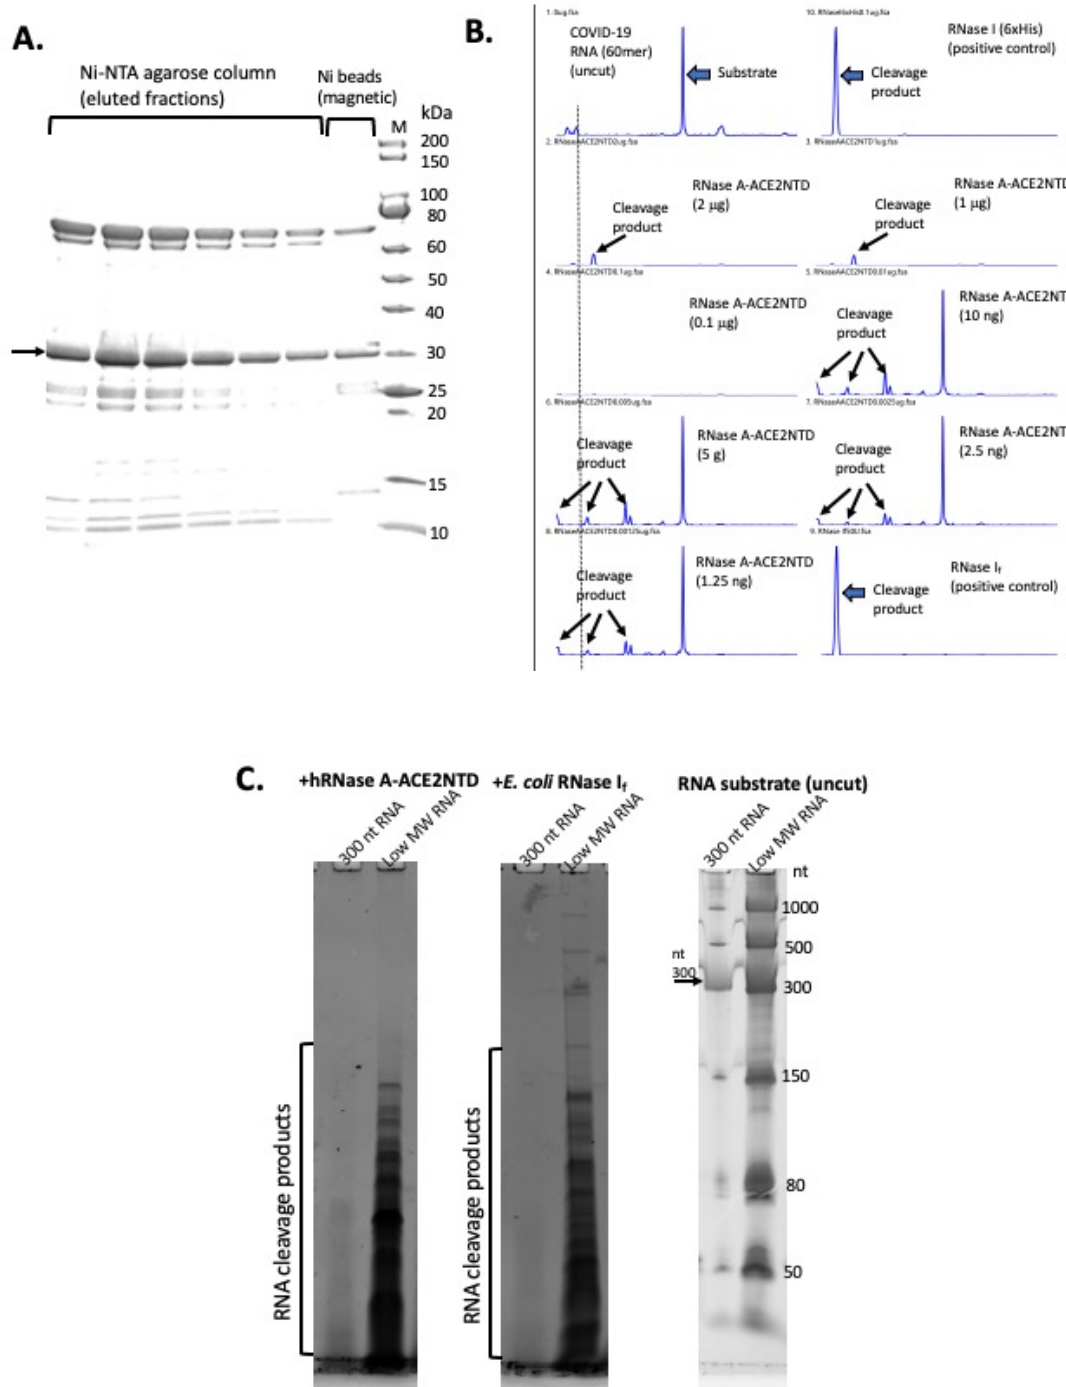 A.
Ni-NTA agarose column
(eluted fractions)
Ni beads
(magnetic)
kDa
M
200
150
100
80
60
50
40
30
25
20
15
10
B.
1. 0ug.fsa
COVID-19
RNA (60mer)
(uncut)
Substrate
RNase I (6xHis)
(positive control)
Cleavage
product
RNase A-ACE2NTD
(2 µg)
Cleavage
product
RNase A-ACE2NTD
(1 µg)
Cleavage
product
RNase A-ACE2NTD
(0.1 µg)
RNase A-ACE2NT
(10 ng)
Cleavage
product
RNase A-ACE2NTD
(5 g)
Cleavage
product
RNase A-ACE2NT
(2.5 ng)
Cleavage
product
RNase A-ACE2NTD
(1.25 ng)
Cleavage
product
RNase If
(positive control)
Cleavage
product
C.
+hRNase A-ACE2NTD
+E. coli RNase If
RNA substrate (uncut)
300 nt RNA
Low MW RNA
300 nt RNA
Low MW RNA
300 nt RNA
Low MW RNA
nt
1000
500
300
150
80
50
nt
300
RNA cleavage products
RNA cleavage products